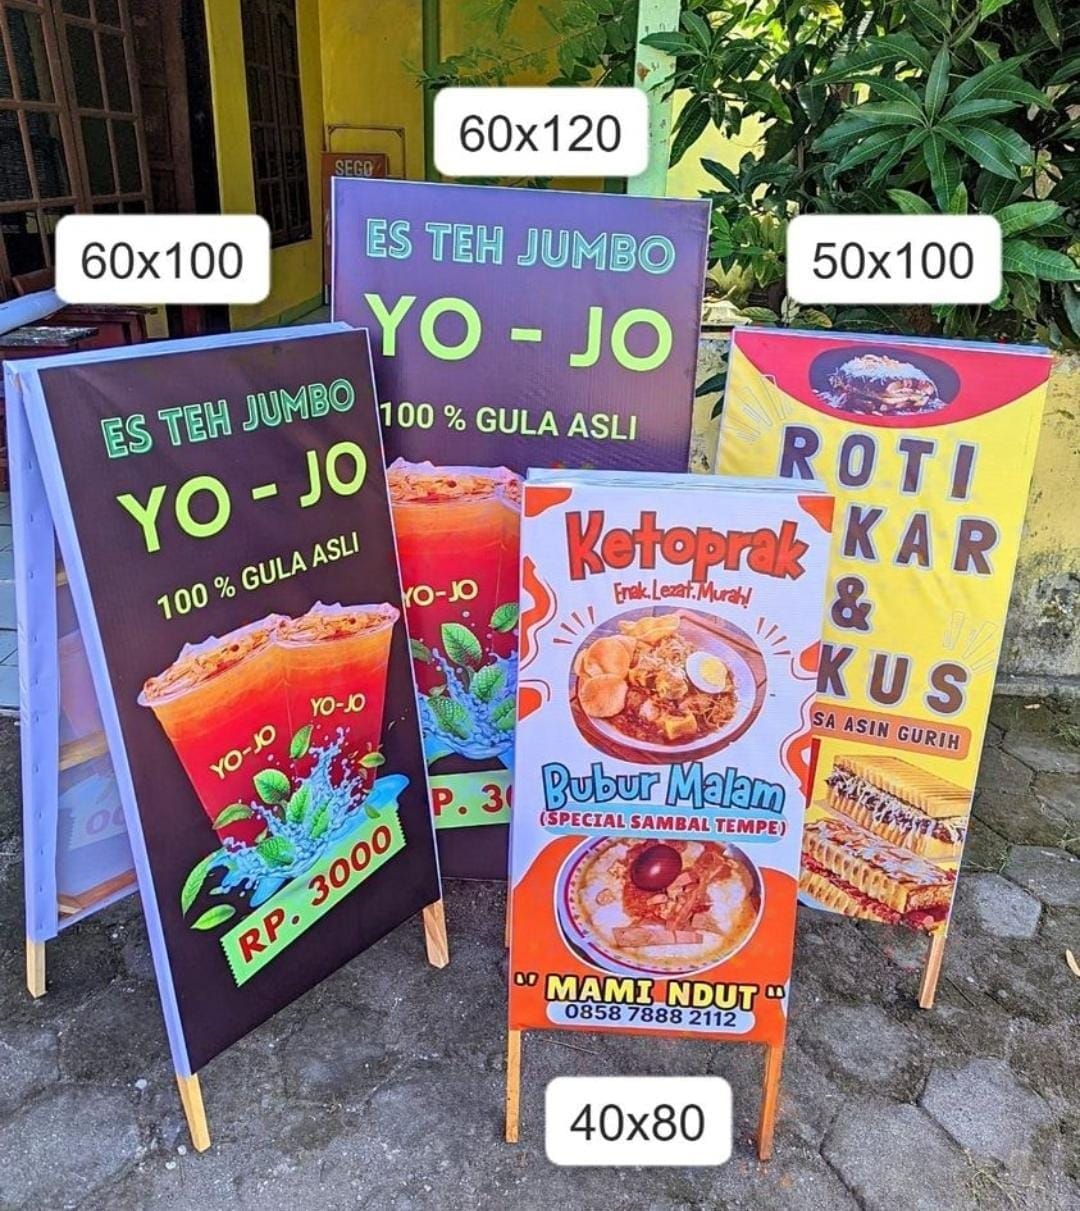 60x120
SEGO
60x100
50x100
ES TEH JUMBO
YO - JO
100 % GULA ASLI
YO-JO
P. 30
ES TEH JUMBO
YO - JO
100 % GULA ASLI
YO-JO
YO-JO
RP. 3000
Ketoprak
Enak.Lezat.Murah!
Bubur Malam
(SPECIAL SAMBAL TEMPE)
" MAMI NDUT "
0858 7888 2112
ROTI
KAR
&
KUS
SA ASIN GURIH
40x80